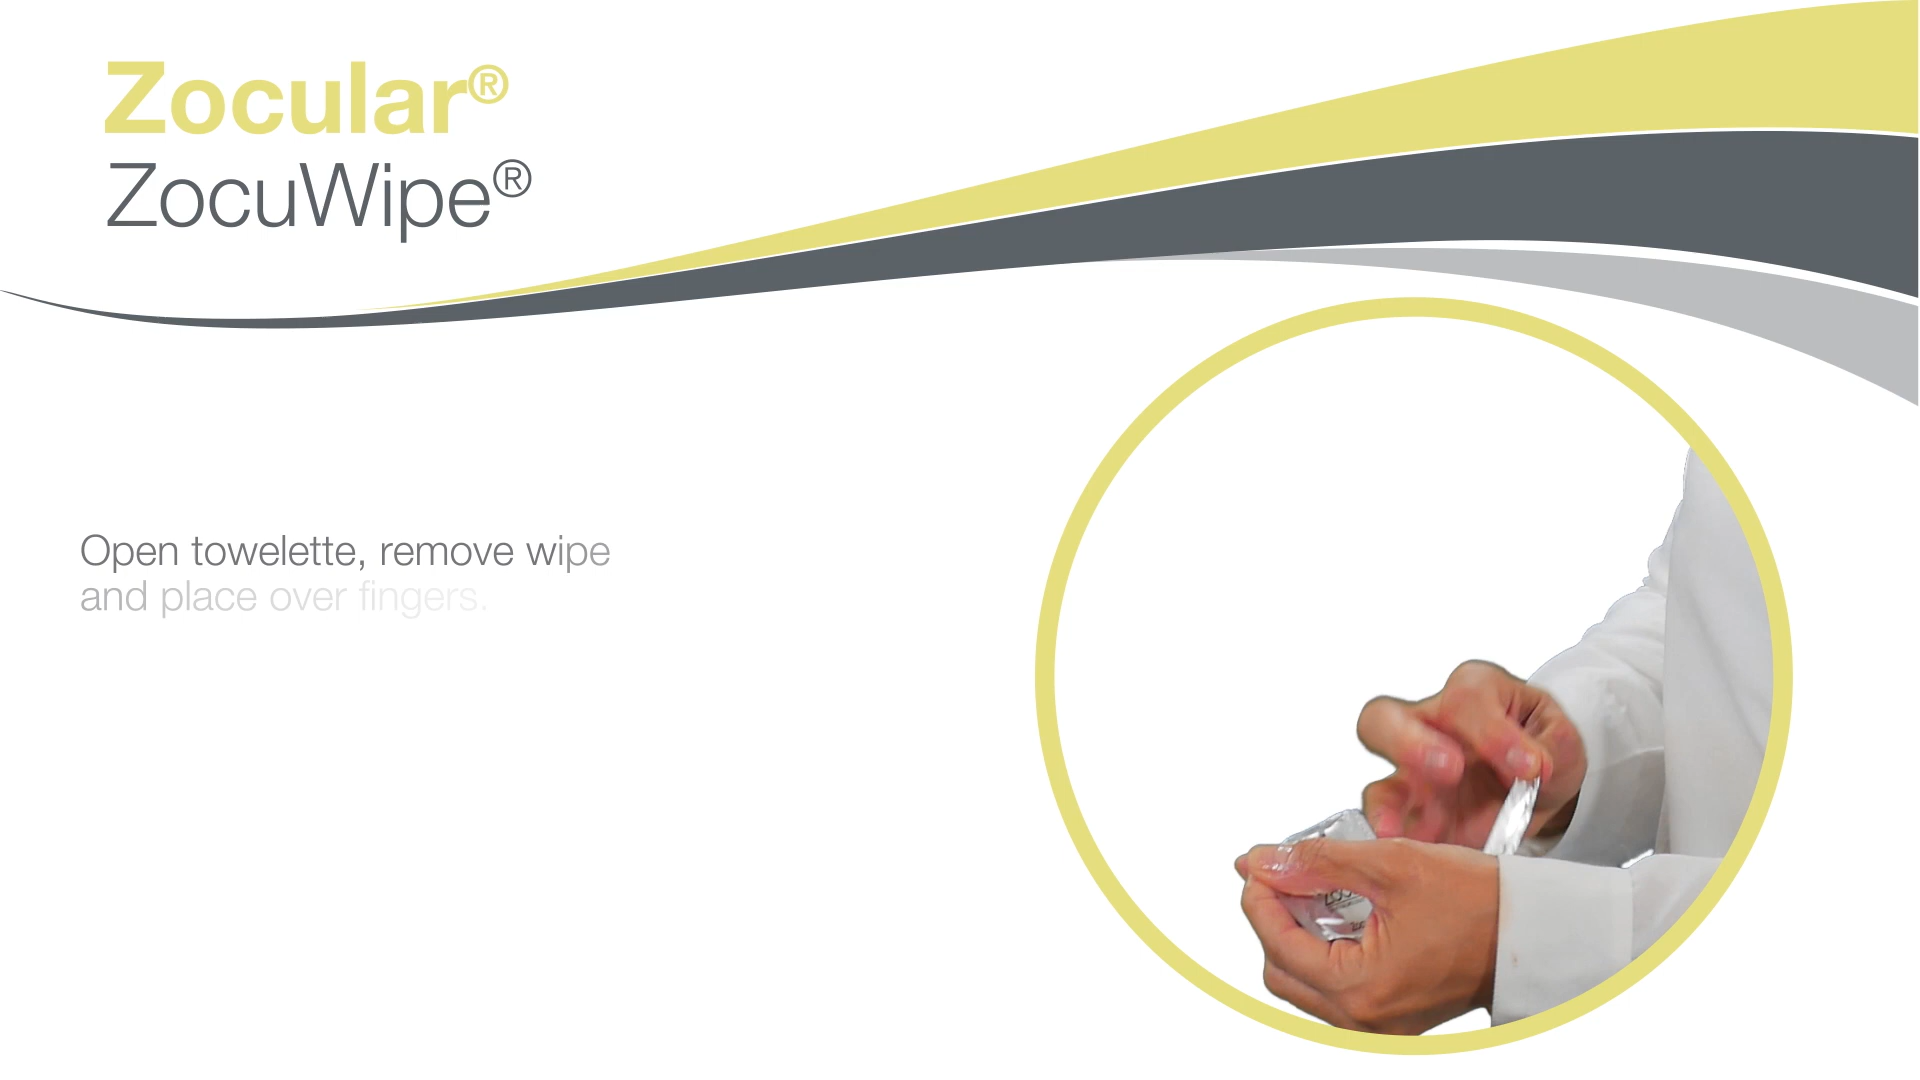 Zocular®
ZocuWipe®
Open towelette, remove wipe
and place over fingers.